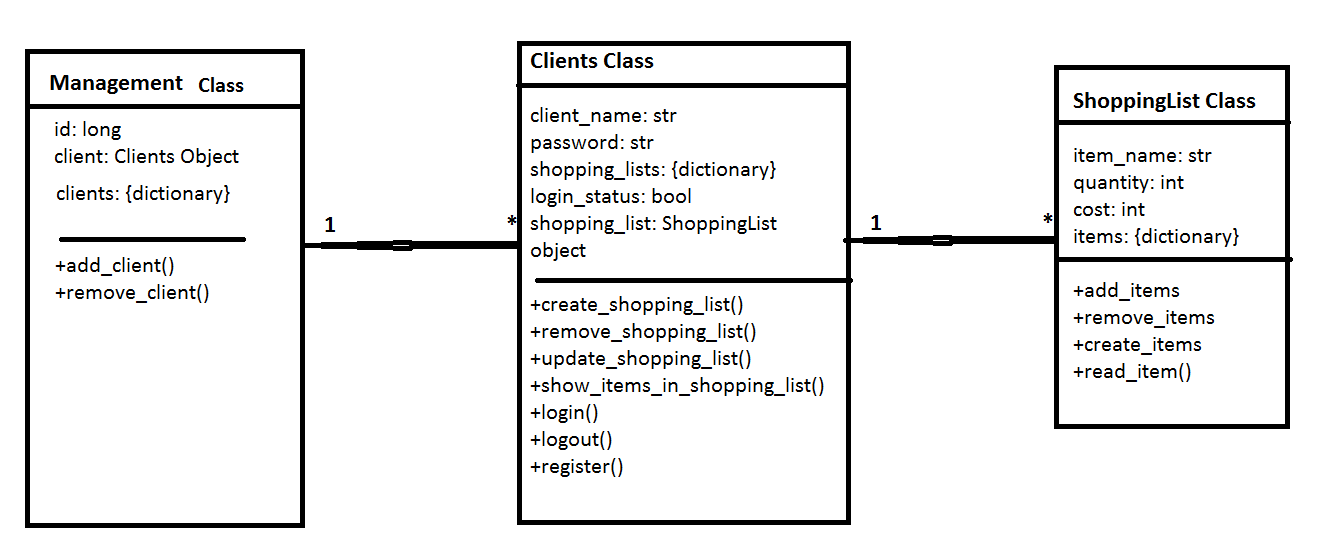 Management Class
id: long
client: Clients Object
clients: {dictionary}
+add_client()
+remove_client()
1
*
Clients Class
client_name: str
password: str
shopping_lists: {dictionary}
login_status: bool
shopping_list: ShoppingList
object
+create_shopping_list()
+remove_shopping_list()
+update_shopping_list()
+show_items_in_shopping_list()
+login()
+logout()
+register()
1
*
ShoppingList Class
item_name: str
quantity: int
cost: int
items: {dictionary}
+add_items
+remove_items
+create_items
+read_item()